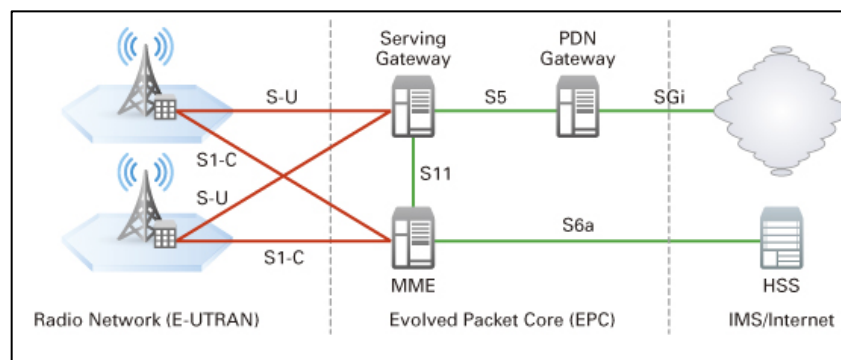 Serving
Gateway
PDN
Gateway
S-U
S5
SGi
S1-C
S11
S-U
S6a
S1-C
MME
HSS
Radio Network (E-UTRAN)
Evolved Packet Core (EPC)
IMS/Internet